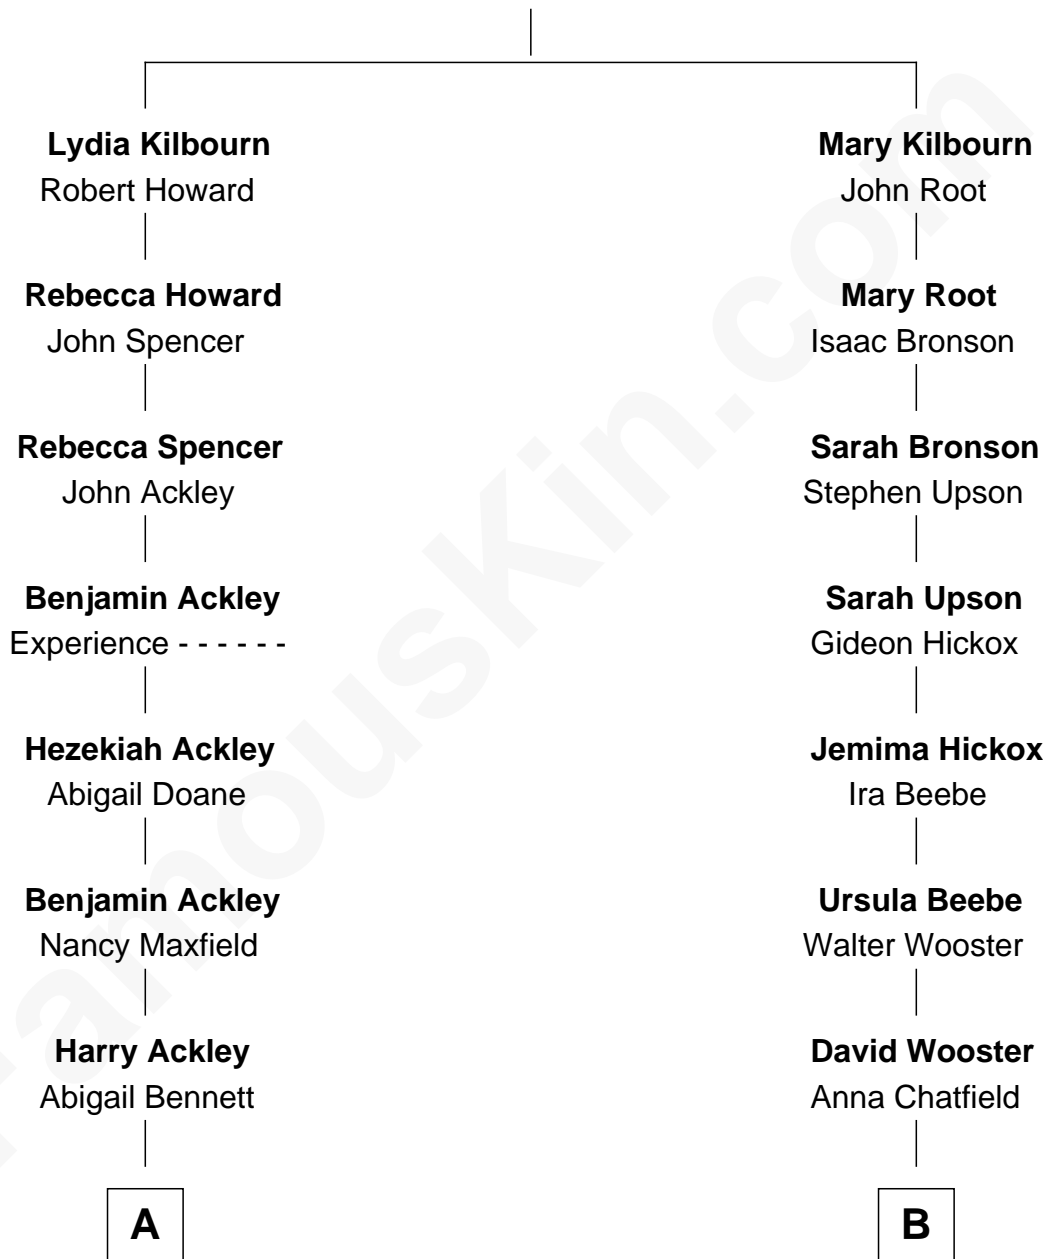 Lydia Kilbourn
Robert Howard
Rebecca Howard
John Spencer
Rebecca Spencer
John Ackley
Benjamin Ackley
Experience - - - - - -
Hezekiah Ackley
Abigail Doane
Benjamin Ackley
Nancy Maxfield
Harry Ackley
Abigail Bennett
A
Mary Kilbourn
John Root
Mary Root
Isaac Bronson
Sarah Bronson
Stephen Upson
Sarah Upson
Gideon Hickox
Jemima Hickox
Ira Beebe
Ursula Beebe
Walter Wooster
David Wooster
Anna Chatfield
B
FamousKin.com